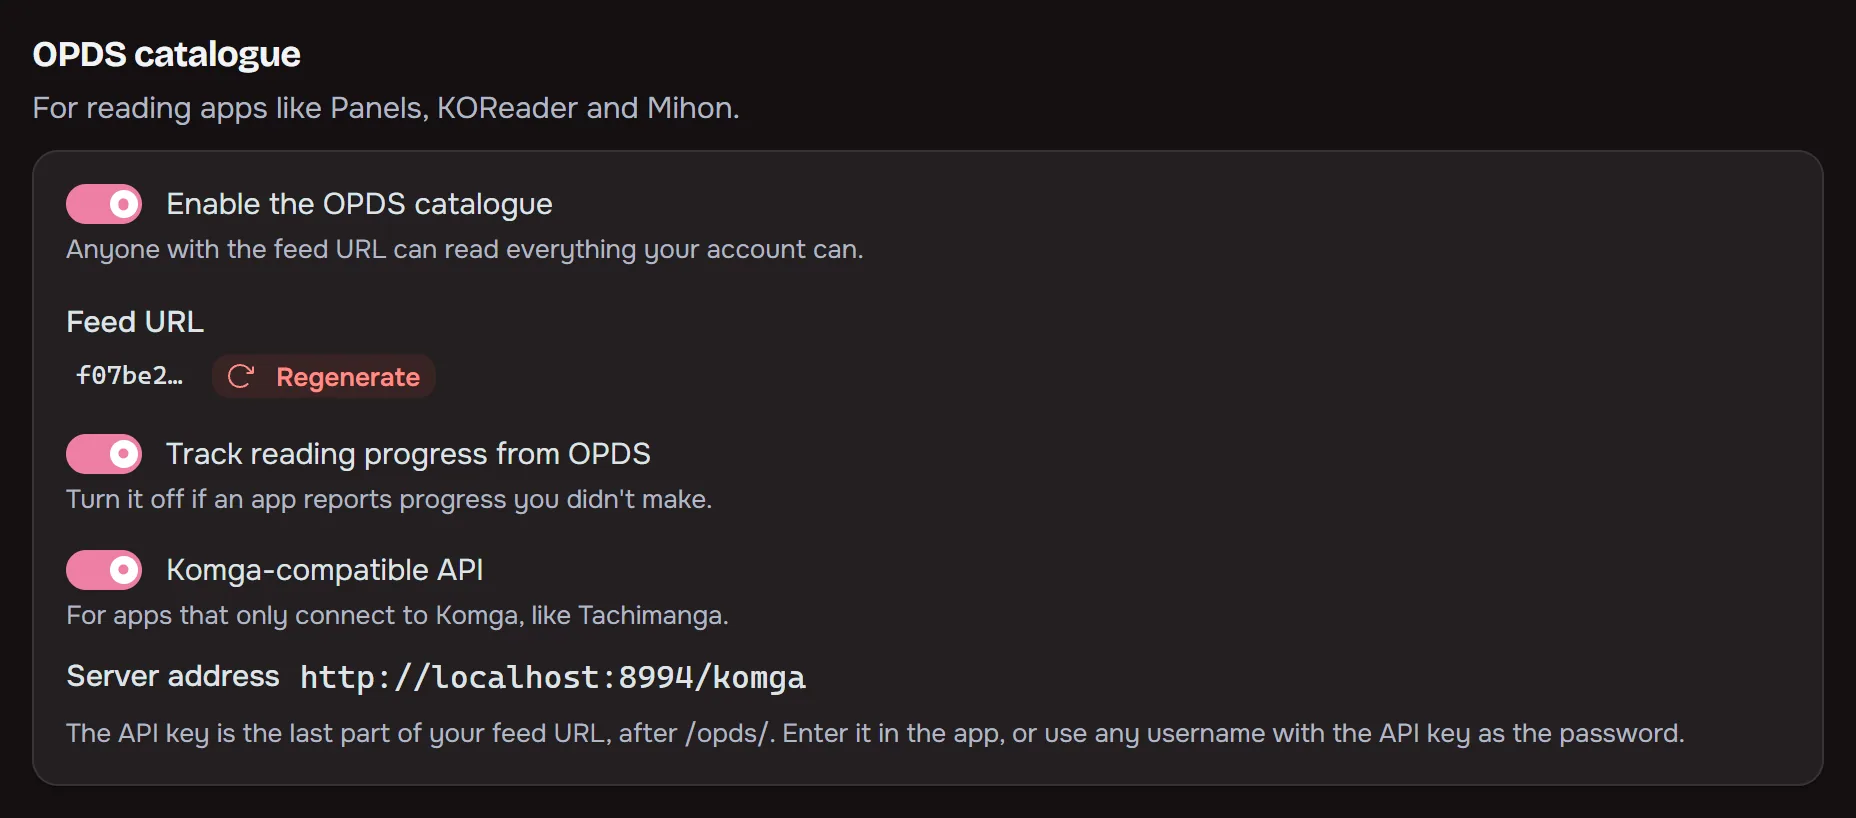 OPDS catalogue
For reading apps like Panels, KOReader and Mihon.
Enable the OPDS catalogue
Anyone with the feed URL can read everything your account can.
Feed URL
f07be2… Regenerate
Track reading progress from OPDS
Turn it off if an app reports progress you didn't make.
Komga-compatible API
For apps that only connect to Komga, like Tachimanga.
Server address http://localhost:8994/komga
The API key is the last part of your feed URL, after /opds/. Enter it in the app, or use any username with the API key as the password.